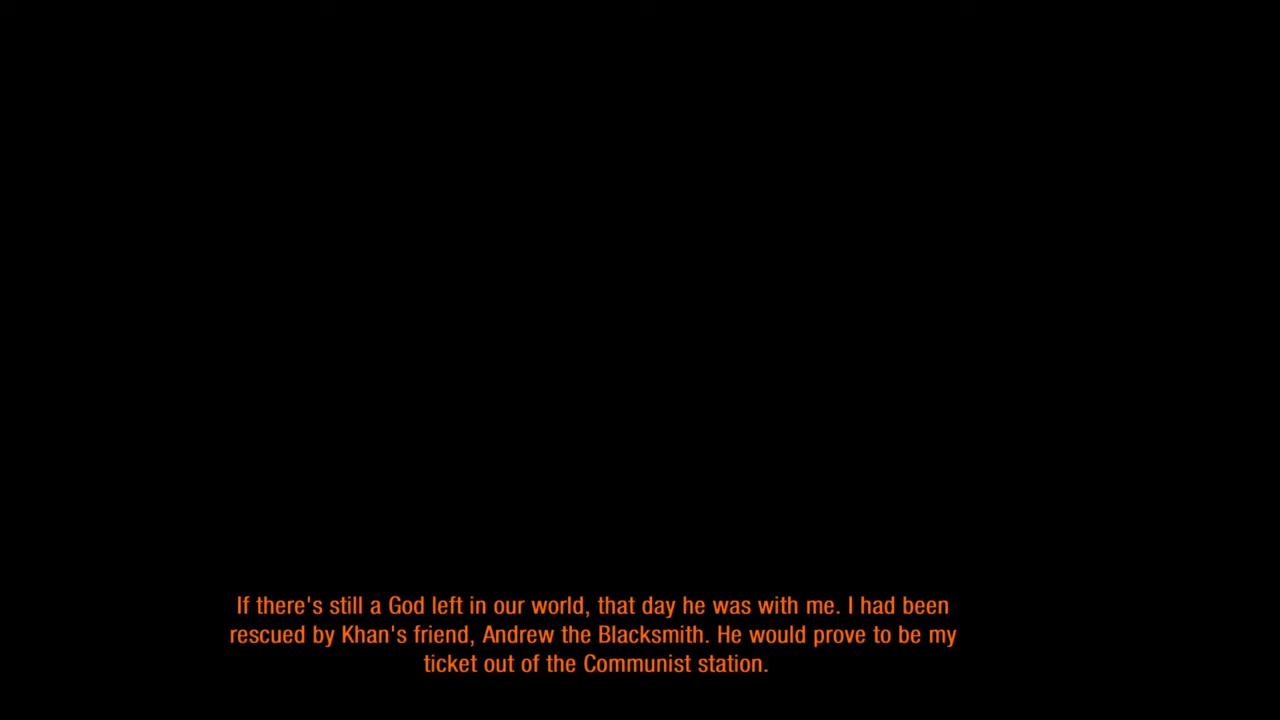 If there's still a God left in our world, that day he was with me. I had been
rescued by Khan's friend, Andrew the Blacksmith. He would prove to be my
ticket out of the Communist station.